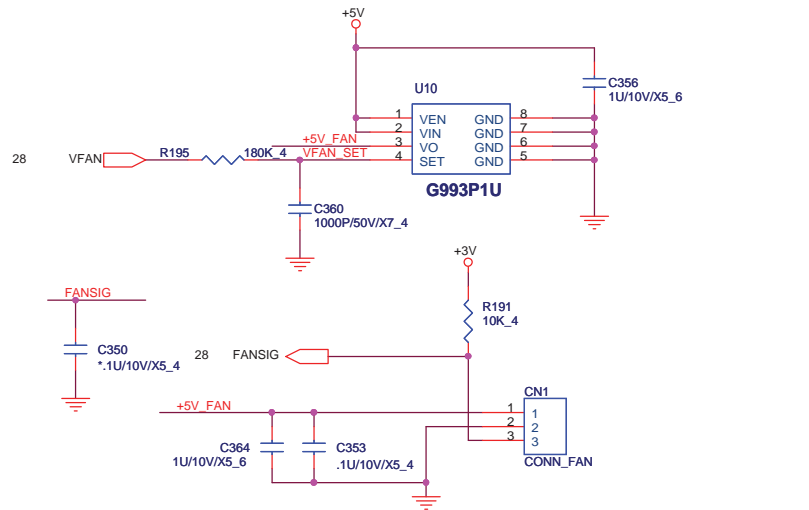 +5V
C356
1U/10V/X5_6
U10
1 VEN GND 8
2 VIN GND 7
3 VO GND 6
4 SET GND 5
G993P1U
+5V_FAN
28 VFAN R195 180K_4 VFAN_SET
C360
1000P/50V/X7_4
+3V
FANSIG
R191
10K_4
C350
*.1U/10V/X5_4
28 FANSIG
CN1
+5V_FAN
1 1
2 2
3 3
CONN_FAN
C364
1U/10V/X5_6
C353
.1U/10V/X5_4